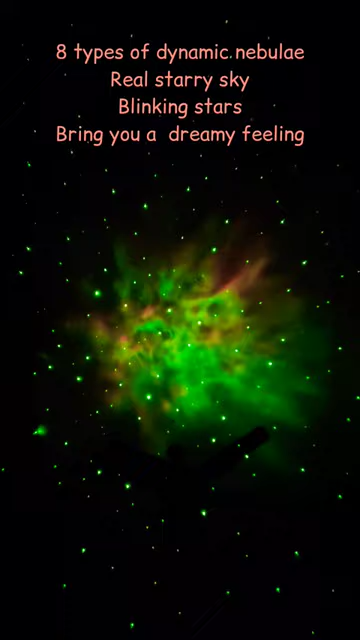 8 types of dynamic nebulae
Real starry sky
Blinking stars
Bring you a dreamy feeling